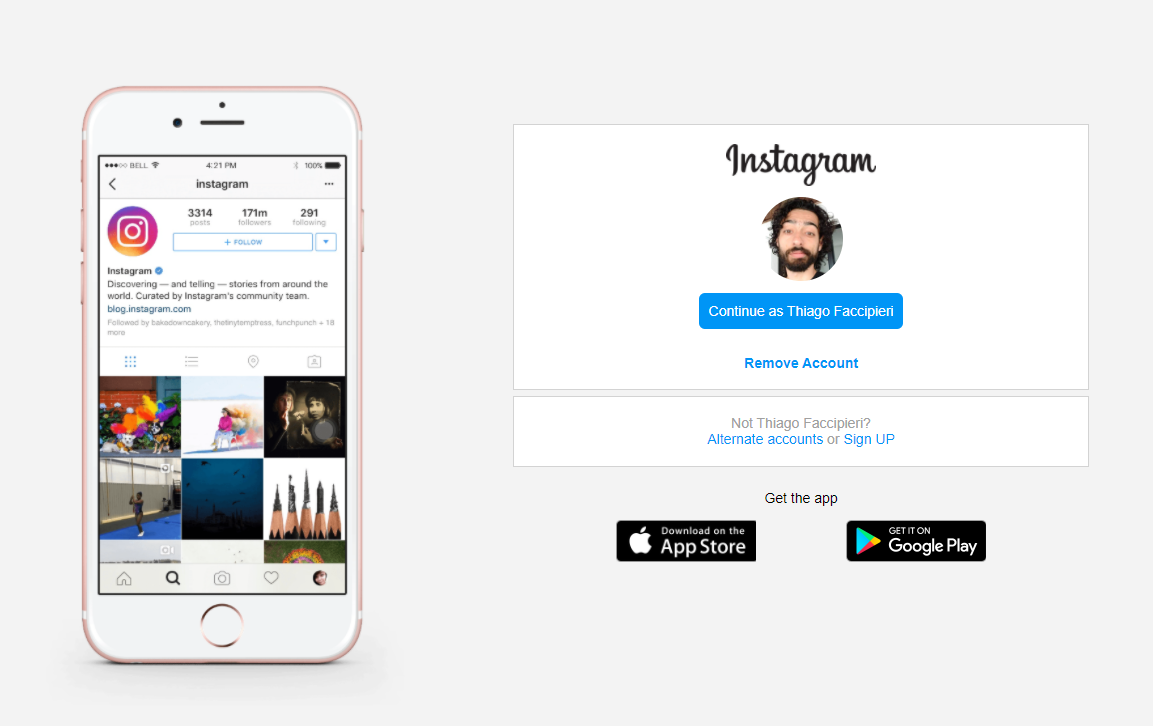 BELL
4:21 PM
100%
instagram
3314
posts
171m
followers
291
following
+ FOLLOW
Instagram
Discovering — and telling — stories from around the
world. Curated by Instagram's community team.
blog.instagram.com
Followed by bakedowncakery, thetinytemptress, funchpunch + 18
more
Instagram
Continue as Thiago Faccipieri
Remove Account
Not Thiago Faccipieri?
Alternate accounts or Sign UP
Get the app
Download on the
App Store
GET IT ON
Google Play